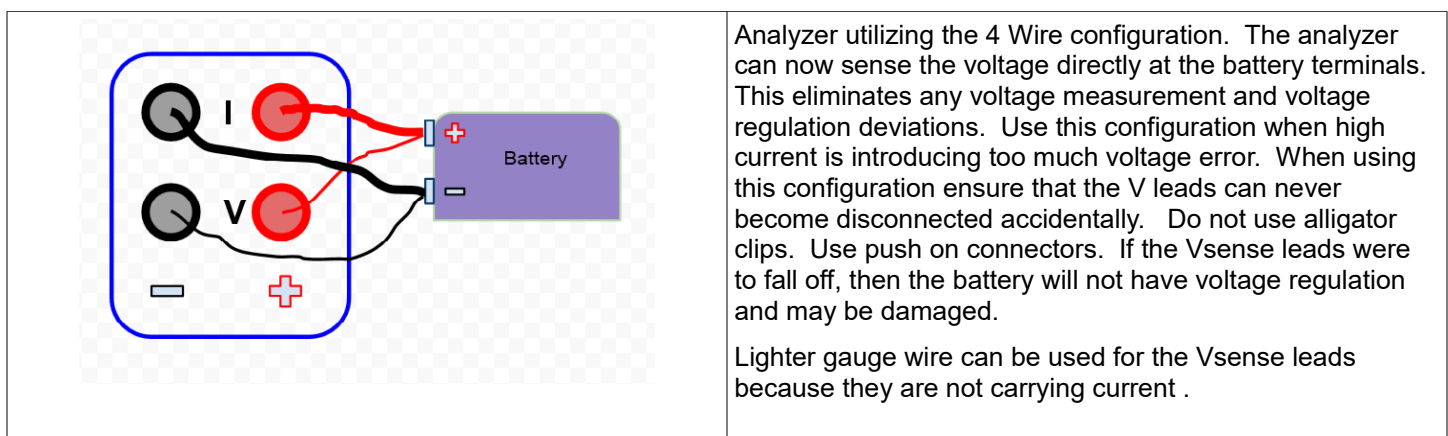 I
V
+
−
Battery
−
+
Analyzer utilizing the 4 Wire configuration.  The analyzer
can now sense the voltage directly at the battery terminals.
This eliminates any voltage measurement and voltage
regulation deviations.  Use this configuration when high
current is introducing too much voltage error.  When using
this configuration ensure that the V leads can never
become disconnected accidentally.   Do not use alligator
clips.  Use push on connectors.  If the Vsense leads were
to fall off, then the battery will not have voltage regulation
and may be damaged.
Lighter gauge wire can be used for the Vsense leads
because they are not carrying current .